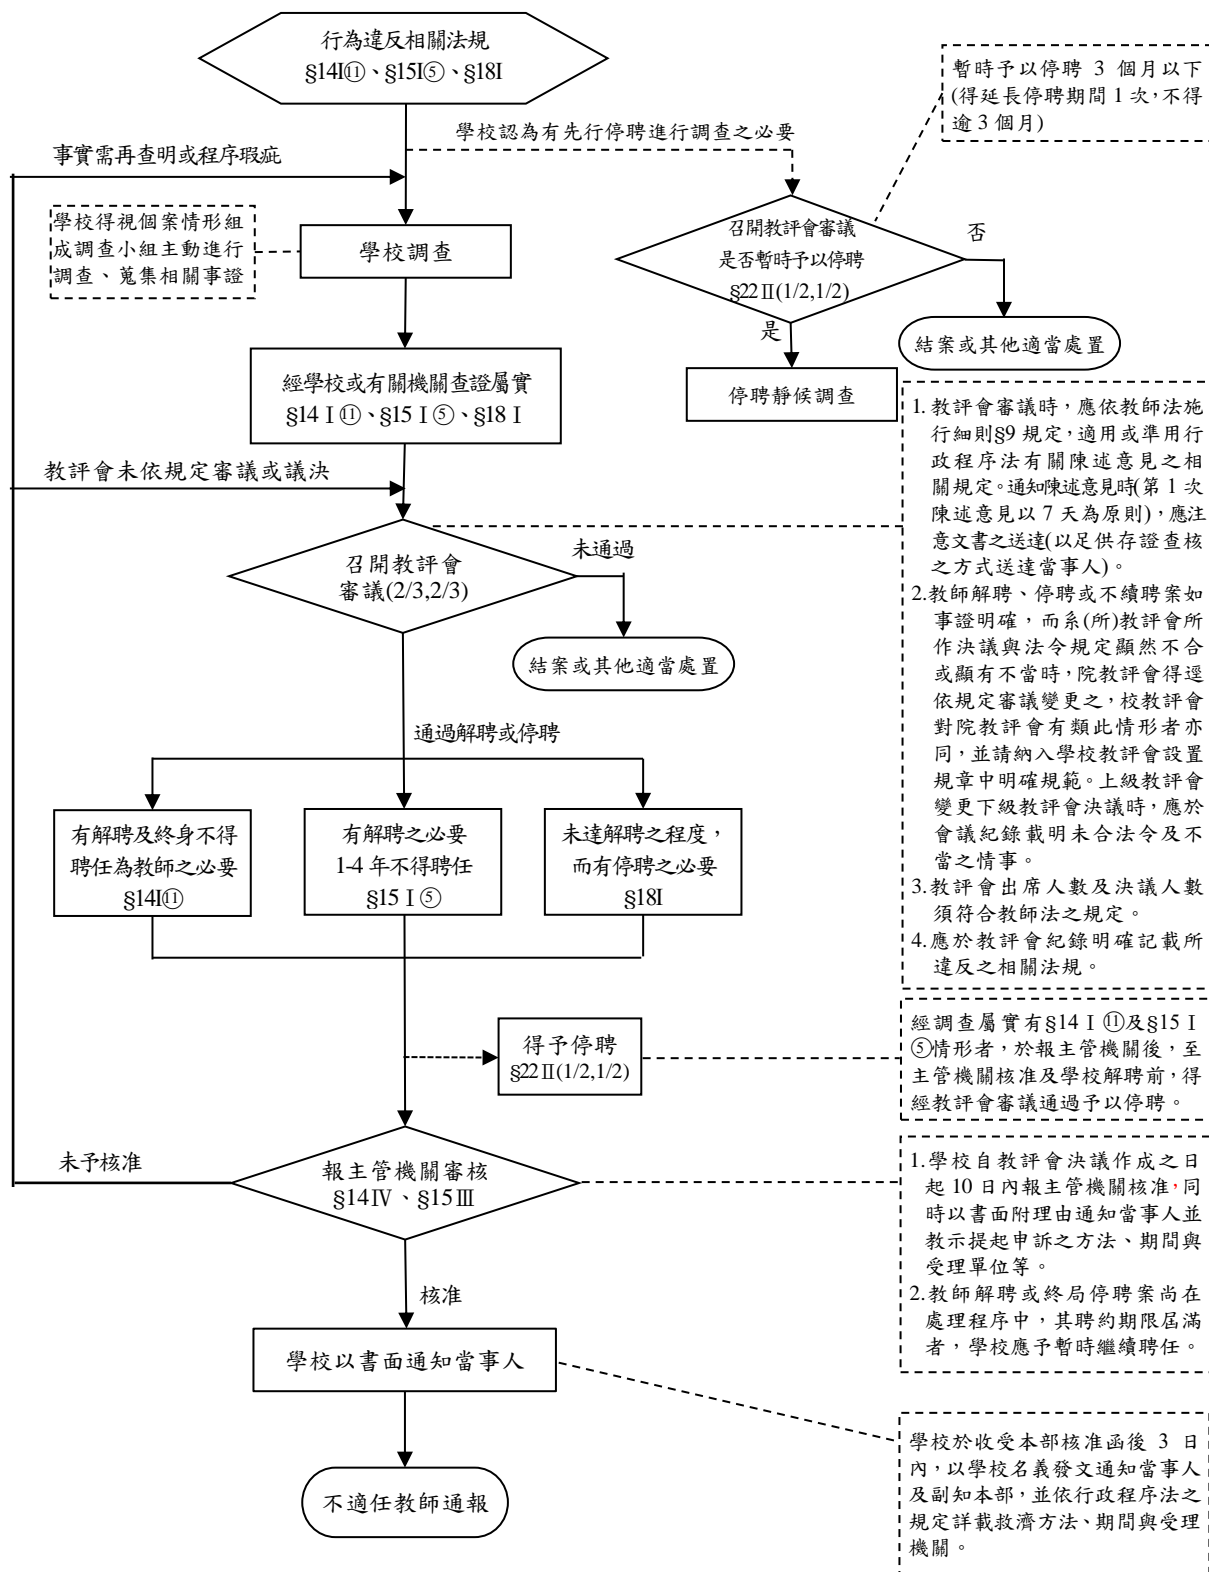 行為違反相關法規
§14I⑪、§15I⑤、§18I
暫時予以停聘 3 個月以下
(得延長停聘期間 1 次,不得
逾 3 個月)
學校認為有先行停聘進行調查之必要
事實需再查明或程序瑕疵
學校得視個案情形組
成調查小組主動進行
調查、蒐集相關事證
學校調查
召開教評會審議
是否暫時予以停聘
§22Ⅱ(1/2,1/2)
否
是
結案或其他適當處置
停聘靜候調查
經學校或有關機關查證屬實
§14Ⅰ⑪、§15Ⅰ⑤、§18Ⅰ
教評會未依規定審議或議決
召開教評會
審議(2/3,2/3)
未通過
結案或其他適當處置
1.教評會審議時,應依教師法施
行細則§9 規定,適用或準用行
政程序法有關陳述意見之相
關規定。通知陳述意見時(第 1 次
陳述意見以 7 天為原則),應注
意文書之送達(以足供存證查核
之方式送達當事人)。
2.教師解聘、停聘或不續聘案如
事證明確,而系(所)教評會所
作決議與法令規定顯然不合
或顯有不當時,院教評會得逕
依規定審議變更之,校教評會
對院教評會有類此情形者亦
同,並請納入學校教評會設置
規章中明確規範。上級教評會
變更下級教評會決議時,應於
會議紀錄載明未合法令及不
當之情事。
3.教評會出席人數及決議人數
須符合教師法之規定。
4.應於教評會紀錄明確記載所
違反之相關法規。
通過解聘或停聘
有解聘及終身不得
聘任為教師之必要
§14I⑪
有解聘之必要
1-4 年不得聘任
§15Ⅰ⑤
未達解聘之程度,
而有停聘之必要
§18I
得予停聘
§22Ⅱ(1/2,1/2)
經調查屬實有§14Ⅰ⑪及§15Ⅰ
⑤情形者,於報主管機關後,至
主管機關核准及學校解聘前,得
經教評會審議通過予以停聘。
未予核准
報主管機關審核
§14Ⅳ、§15Ⅲ
1.學校自教評會決議作成之日
起 10 日內報主管機關核准,同
時以書面附理由通知當事人並
教示提起申訴之方法、期間與
受理單位等。
2.教師解聘或終局停聘案尚在
處理程序中,其聘約期限屆滿
者,學校應予暫時繼續聘任。
核准
學校以書面通知當事人
學校於收受本部核准函後 3 日
內,以學校名義發文通知當事人
及副知本部,並依行政程序法之
規定詳載救濟方法、期間與受理
機關。
不適任教師通報